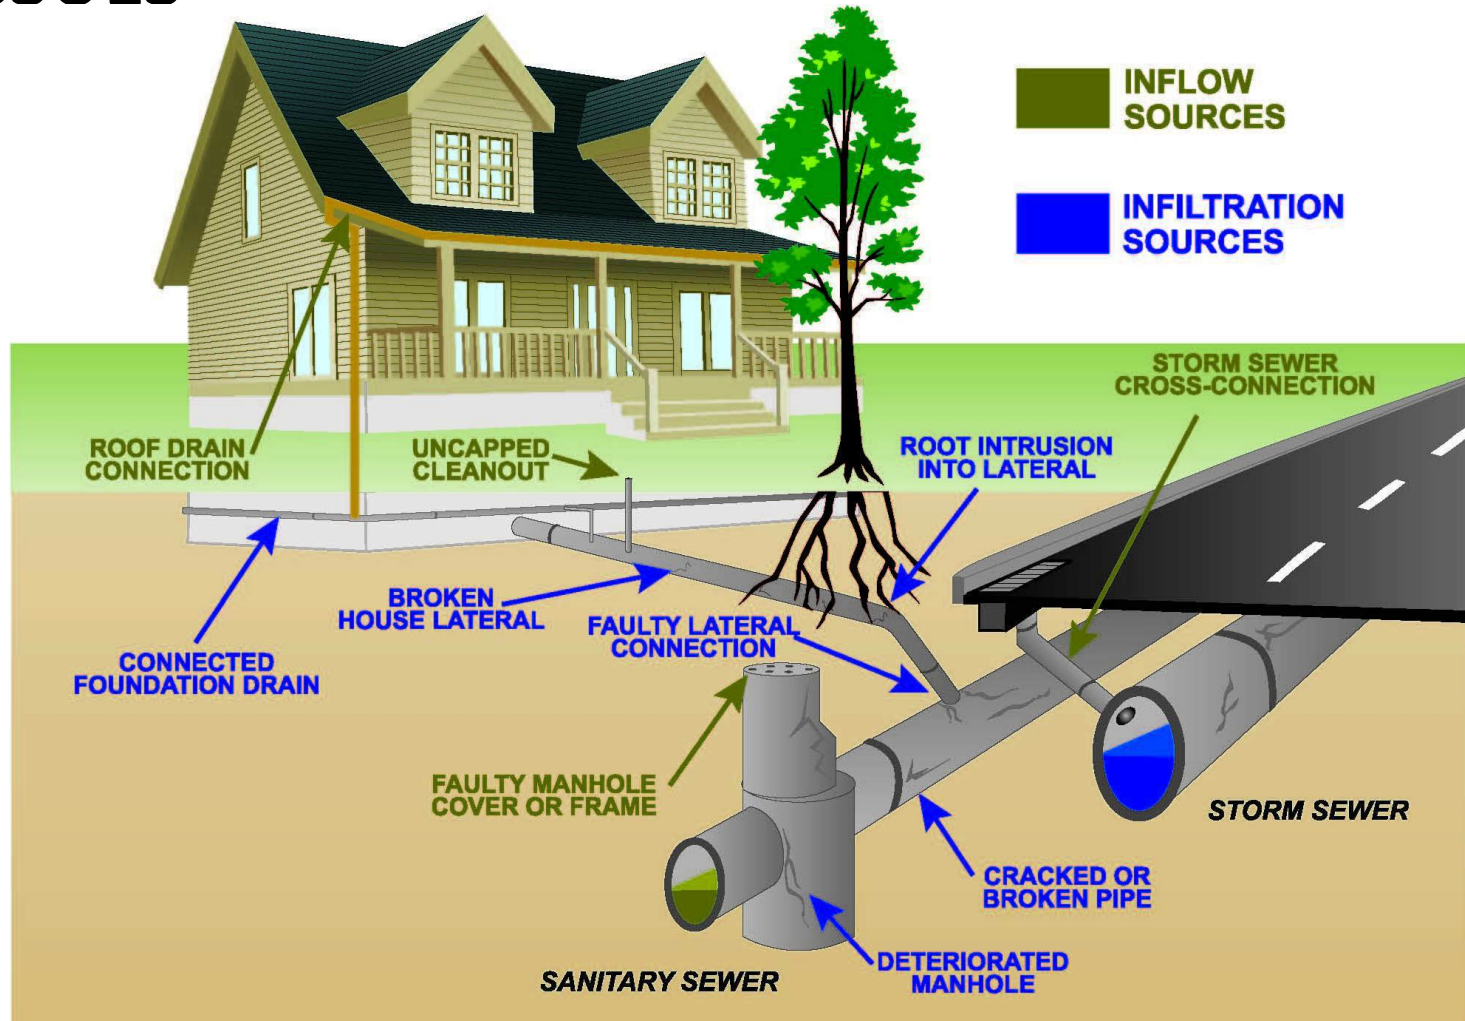 INFLOW
SOURCES
INFILTRATION
SOURCES
STORM SEWER
CROSS-CONNECTION
ROOF DRAIN
CONNECTION
UNCAPPED
CLEANOUT
ROOT INTRUSION
INTO LATERAL
BROKEN
HOUSE LATERAL
FAULTY LATERAL
CONNECTION
CONNECTED
FOUNDATION DRAIN
FAULTY MANHOLE
COVER OR FRAME
STORM SEWER
CRACKED OR
BROKEN PIPE
DETERIORATED
MANHOLE
SANITARY SEWER